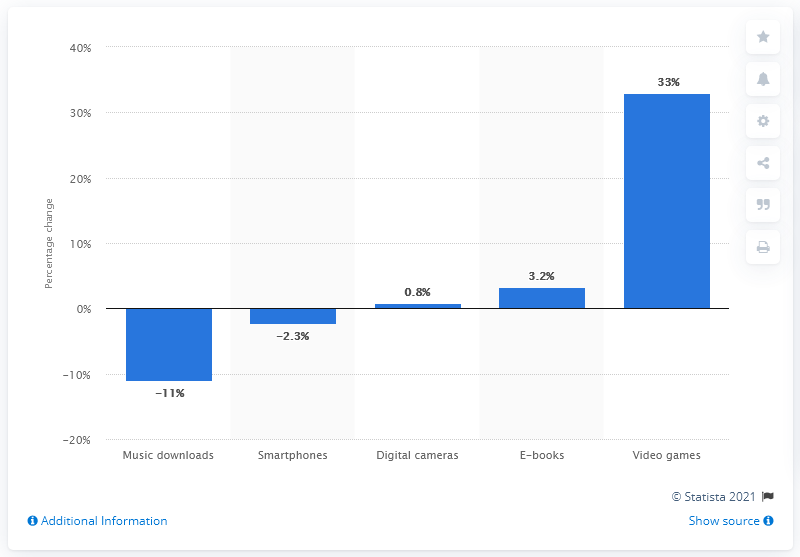 40%
33%
30%
20%
Percentage change
10%
3.2%
0.8%
0%
−2.3%
−10%
−11%
−20%
Music downloads
Smartphones
Digital cameras
E-books
Video games
© Statista 2021
Additional Information
Show source